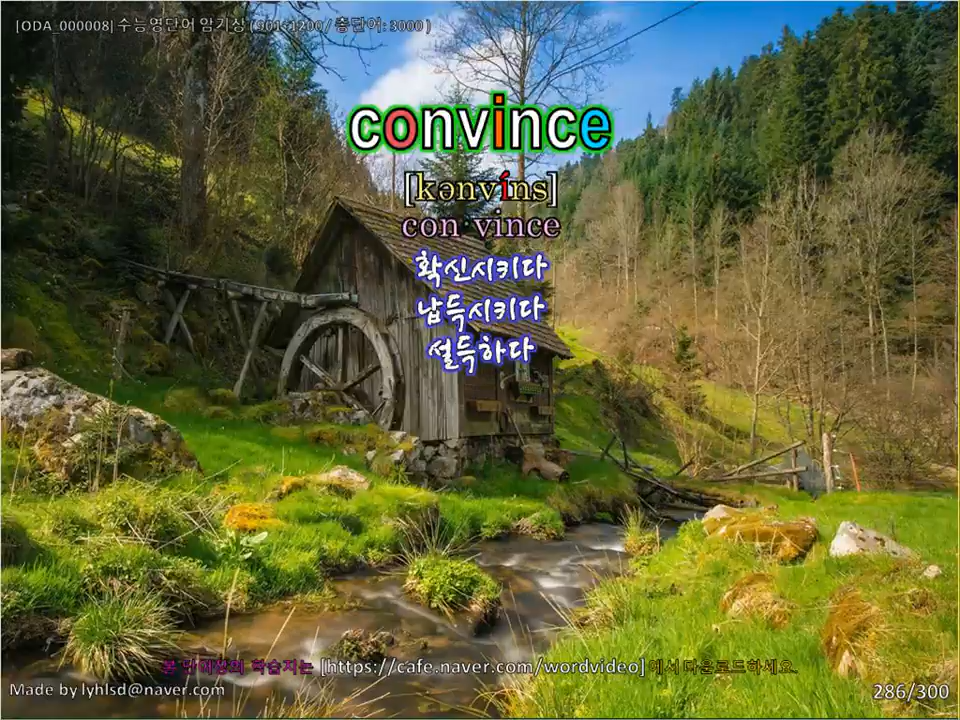 [ODA_000008] 수능영단어 암기상 ( 901-1200 / 총단어: 3000 )
convince
[kənvíns]
con·vince
확신시키다
납득시키다
설득하다
본 단어장의 학습지는 [https://cafe.naver.com/wordvideo] 에서 다운로드하세요.
Made by lyhlsd@naver.com
286/300